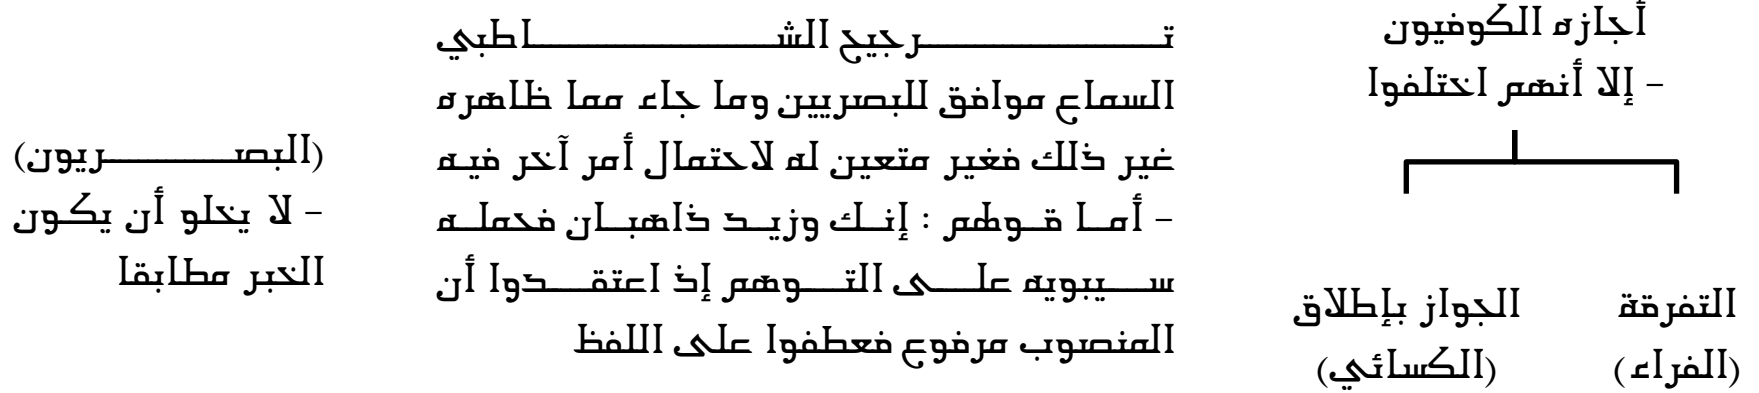 أجازه الكوفيون
- إلا أنهم اختلفوا
التفرقة
(الفراء)
الجواز بإطلاق
(الكسائي)
ترجيح الشاطبي
السماع موافق للبصريين وما جاء مما ظاهره
غير ذلك فغير متعين له لاحتمال أمر آخر فيه
- أما قولهم : إنك وزيد ذاهبان فحمله
سيبويه على التوهم إذ اعتقدوا أن
المنصوب مرفوع فعطفوا على اللفظ
(البصريون)
- لا يخلو أن يكون
الخبر مطابقا